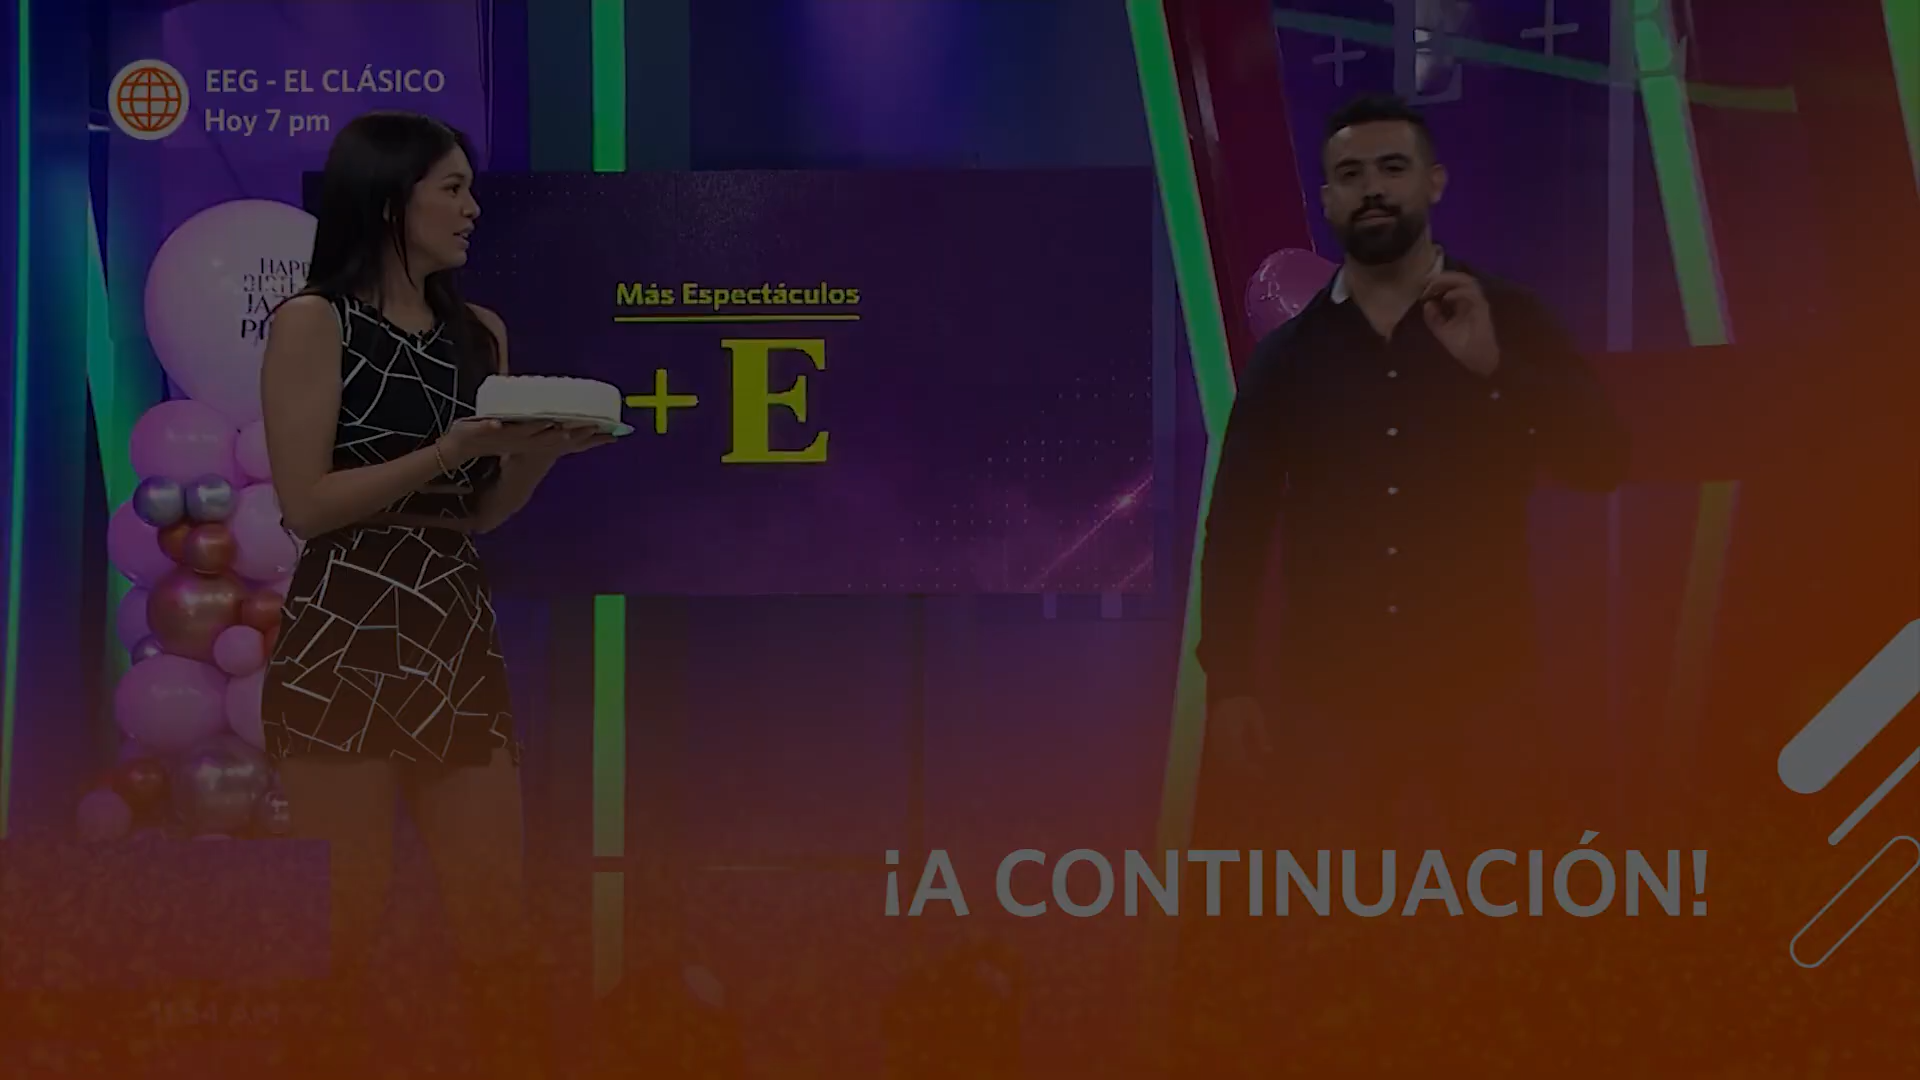 EEG - EL CLÁSICO
Hoy 7 pm
Más Espectáculos
+ E
+ E +
¡A CONTINUACIÓN!